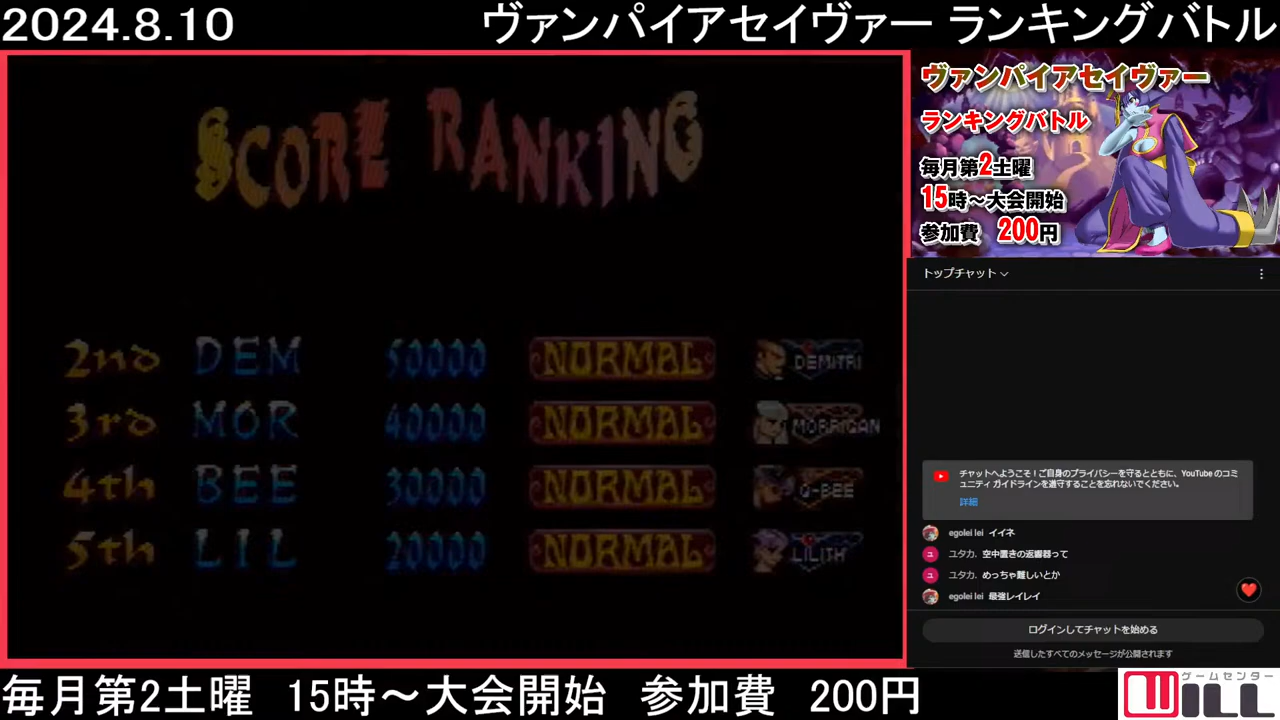 2024.8.10 ヴァンパイアセイヴァー ランキングバトル
SCORE RANKING
2nd DEM 50000 NORMAL DEMITRI
3rd MOR 40000 NORMAL MORRIGAN
4th BEE 30000 NORMAL Q-BEE
5th LIL 20000 NORMAL LILITH
ヴァンパイアセイヴァー
ランキングバトル
毎月第2土曜
15時～大会開始
参加費 200円
トップチャット
チャットへようこそ！ご自身のプライバシーを守るとともに、YouTube のコミ
ュニティ ガイドラインを遵守することを忘れないでください。
詳細
egolei lei イイネ
ユ ユタカ. 空中置きの返響器って
ユ ユタカ. めっちゃ難しいとか
egolei lei 最強レイレイ
ログインしてチャットを始める
送信したすべてのメッセージが公開されます
毎月第2土曜 15時～大会開始 参加費 200円
ゲームセンター
WILL